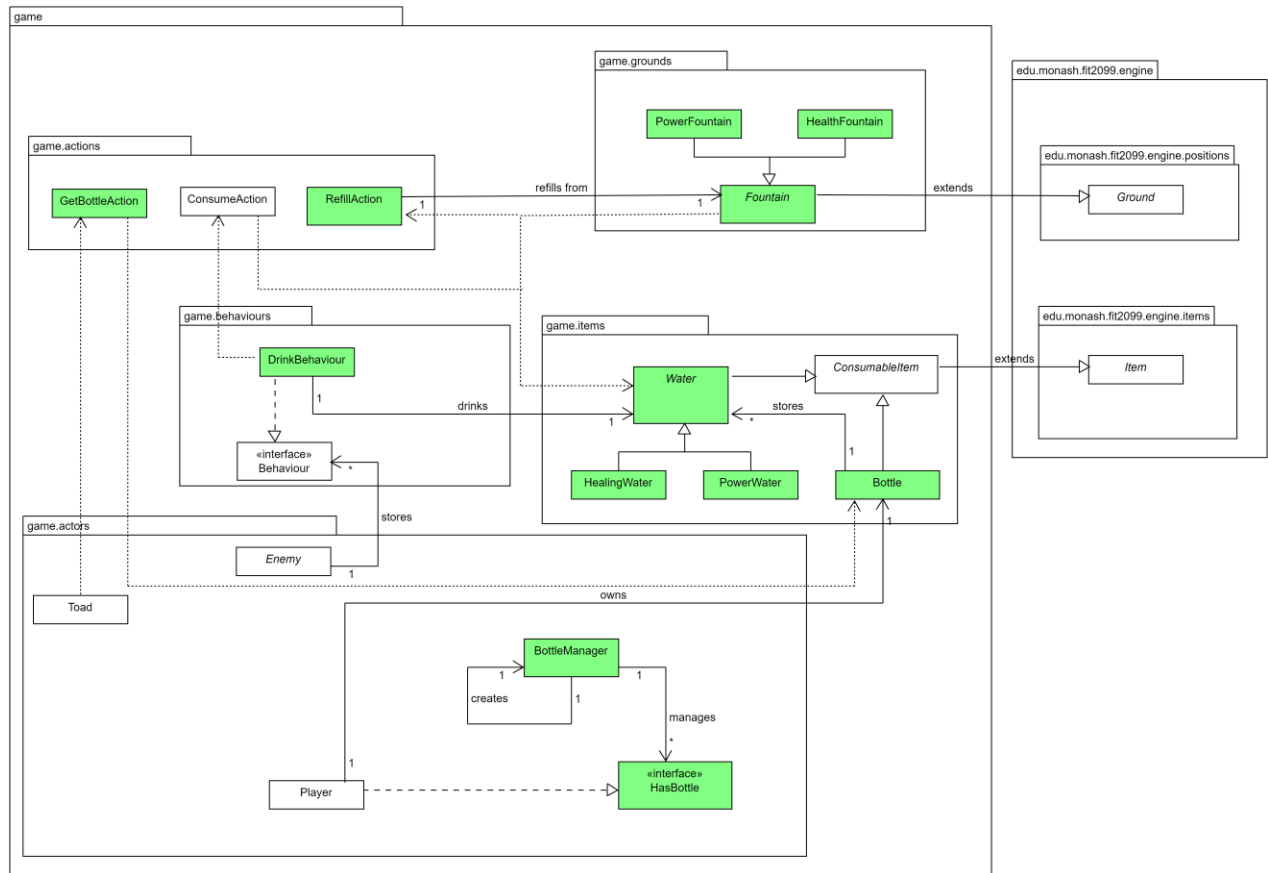 game
game.grounds
edu.monash.fit2099.engine
PowerFountain
HealthFountain
game.actions
edu.monash.fit2099.engine.positions
GetBottleAction
ConsumeAction
RefillAction
refills from
1
1
Fountain
extends
Ground
game.behaviours
game.items
edu.monash.fit2099.engine.items
DrinkBehaviour
Water
ConsumableItem
extends
Item
1
drinks
1
stores
*
1
«interface»
Behaviour
*
HealingWater
PowerWater
Bottle
stores
1
game.actors
Enemy
1
Toad
owns
BottleManager
1
1
creates
1
manages
*
1
Player
«interface»
HasBottle